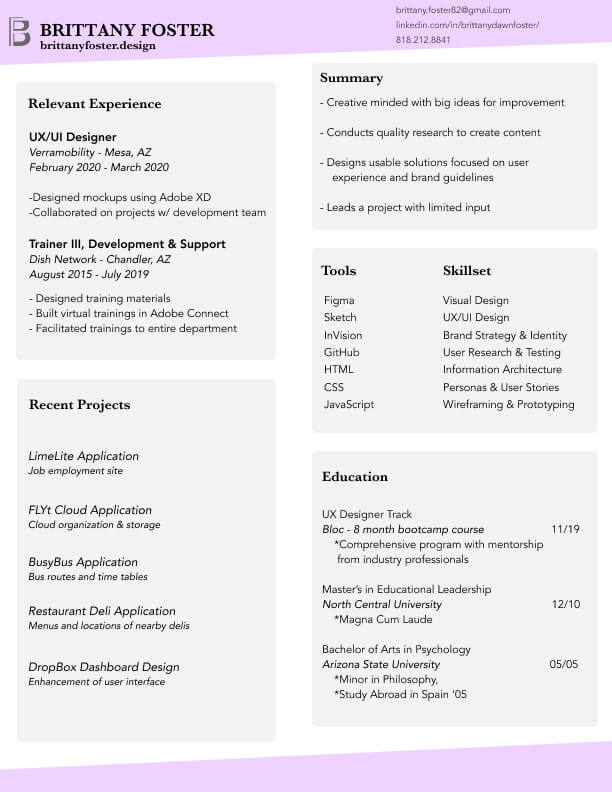 B
BRITTANY FOSTER
brittanyfoster.design
brittany.foster82@gmail.com
linkedin.com/in/brittanydawnfoster/
818.212.8841
Relevant Experience
UX/UI Designer
Verramobility - Mesa, AZ
February 2020 - March 2020
-Designed mockups using Adobe XD
-Collaborated on projects w/ development team
Trainer III, Development & Support
Dish Network - Chandler, AZ
August 2015 - July 2019
- Designed training materials
- Built virtual trainings in Adobe Connect
- Facilitated trainings to entire department
Recent Projects
LimeLite Application
Job employment site
FLYt Cloud Application
Cloud organization & storage
BusyBus Application
Bus routes and time tables
Restaurant Deli Application
Menus and locations of nearby delis
DropBox Dashboard Design
Enhancement of user interface
Summary
- Creative minded with big ideas for improvement
- Conducts quality research to create content
- Designs usable solutions focused on user
experience and brand guidelines
- Leads a project with limited input
Tools Skillset
Figma Visual Design
Sketch UX/UI Design
InVision Brand Strategy & Identity
GitHub User Research & Testing
HTML Information Architecture
CSS Personas & User Stories
JavaScript Wireframing & Prototyping
Education
UX Designer Track
Bloc - 8 month bootcamp course 11/19
*Comprehensive program with mentorship
from industry professionals
Master's in Educational Leadership
North Central University 12/10
*Magna Cum Laude
Bachelor of Arts in Psychology
Arizona State University 05/05
*Minor in Philosophy,
*Study Abroad in Spain '05